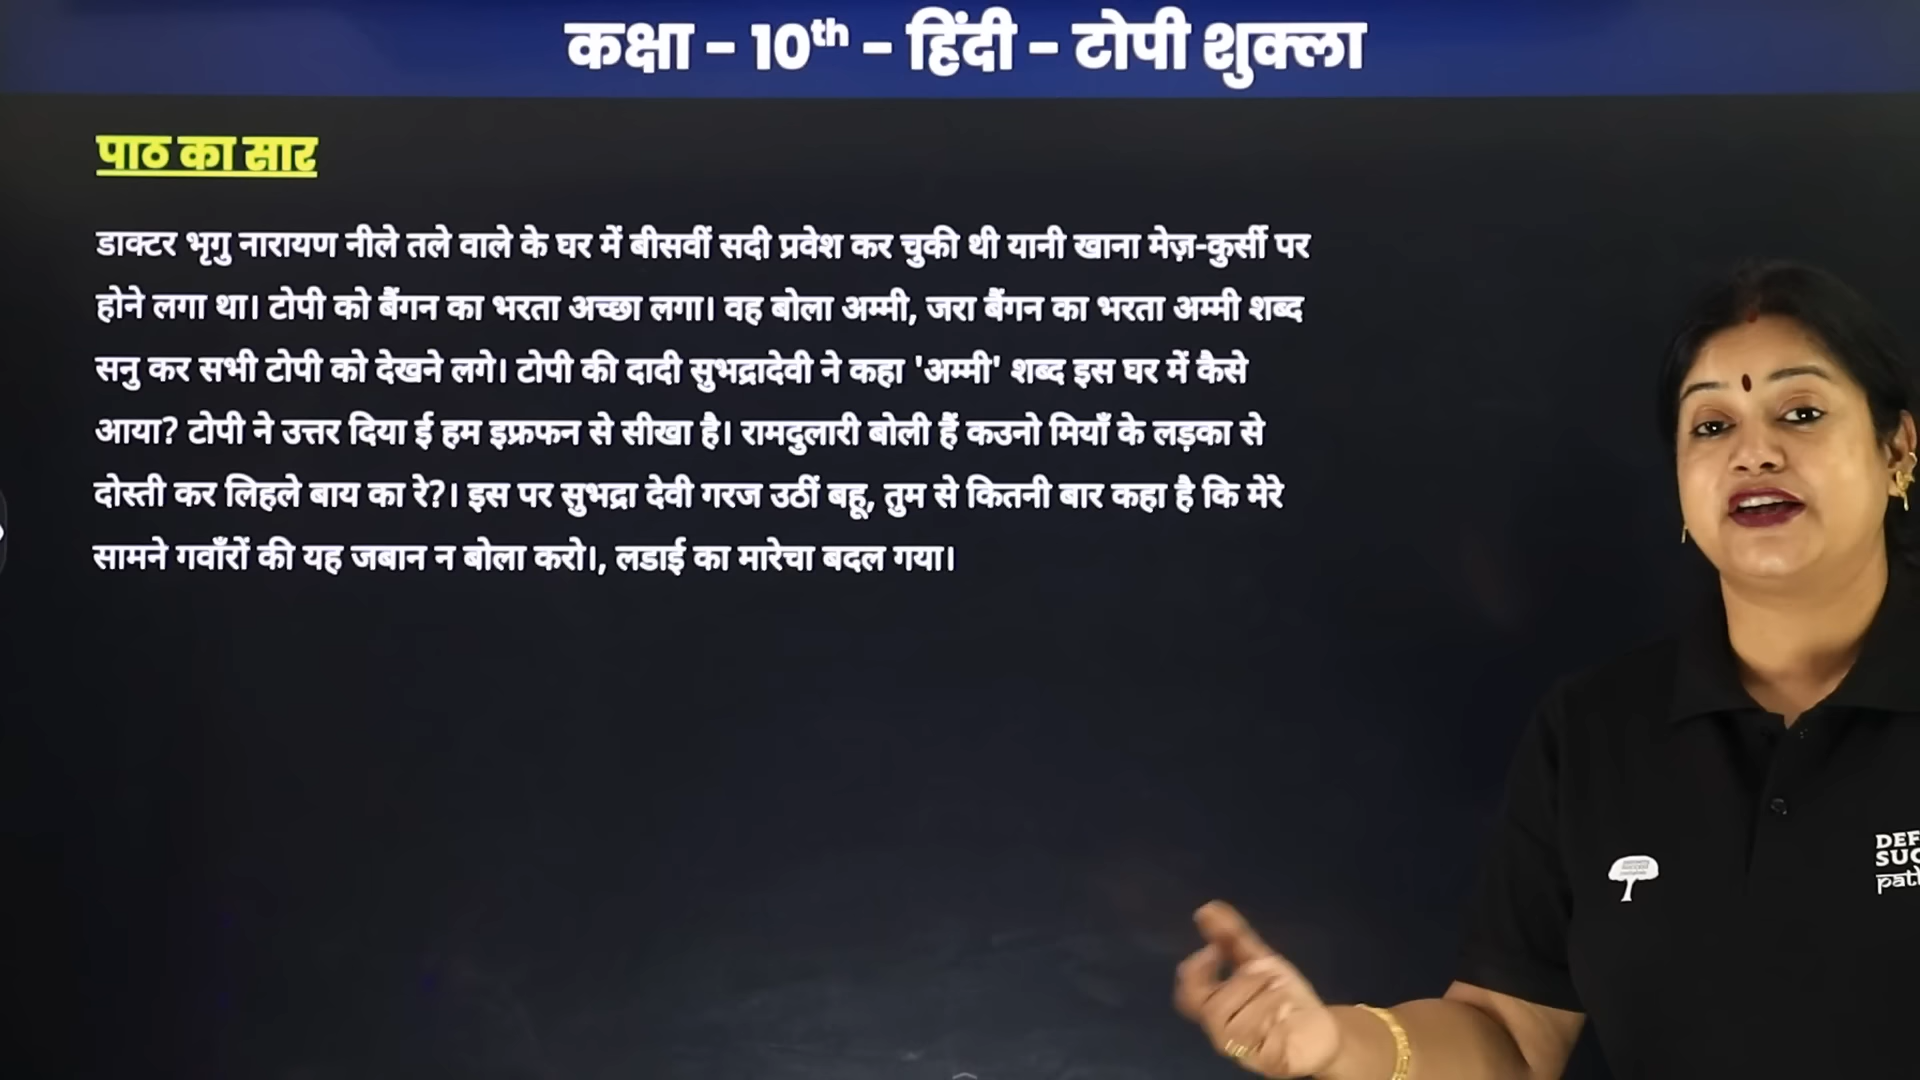 कक्षा - 10th - हिंदी - टोपी शुक्ला
पाठ का सार
डाक्टर भृगु नारायण नीले तले वाले के घर में बीसवीं सदी प्रवेश कर चुकी थी यानी खाना मेज़-कुर्सी पर
होने लगा था। टोपी को बैंगन का भरता अच्छा लगा। वह बोला अम्मी, जरा बैंगन का भरता अम्मी शब्द
सनु कर सभी टोपी को देखने लगे। टोपी की दादी सुभद्रादेवी ने कहा 'अम्मी' शब्द इस घर में कैसे
आया? टोपी ने उत्तर दिया ई हम इफ्रफन से सीखा है। रामदुलारी बोली हैं कउनो मियाँ के लड़का से
दोस्ती कर लिहले बाय का रे?। इस पर सुभद्रा देवी गरज उठीं बहू, तुम से कितनी बार कहा है कि मेरे
सामने गवाँरों की यह जबान न बोला करो।, लडाई का मारेचा बदल गया।
DEF
SUC